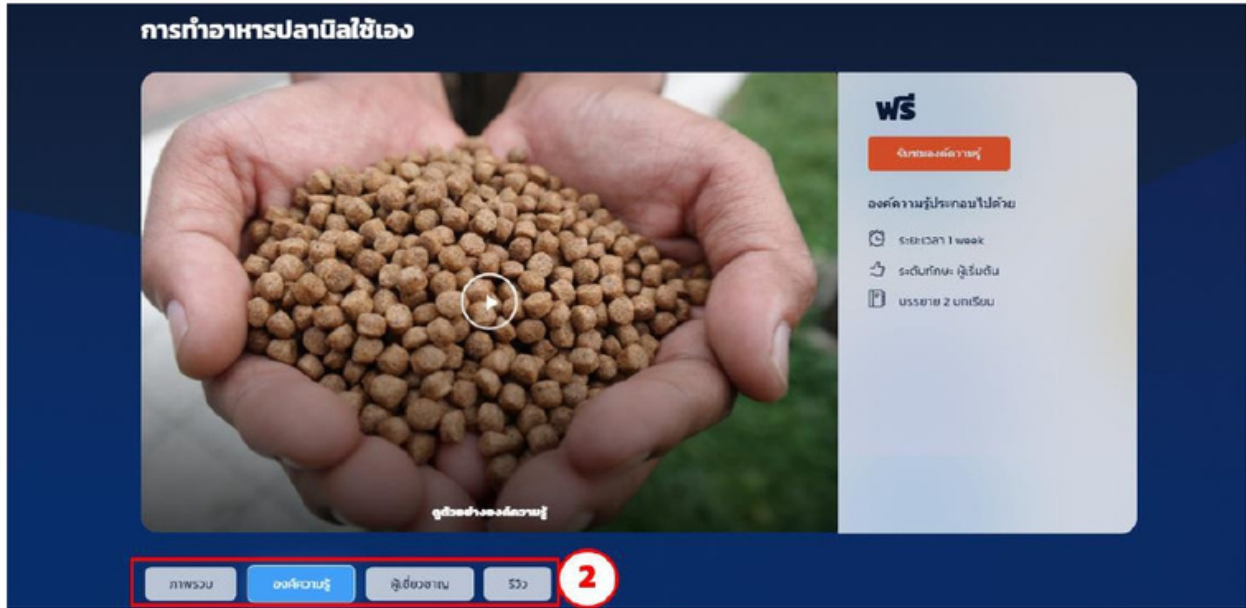 การทำอาหารปลานิลใช้เอง
ฟรี
รับชมองค์ความรู้
องค์ความรู้ประกอบไปด้วย
ระยะเวลา 1 week
ระดับทักษะ ผู้เริ่มต้น
บรรยาย 2 บทเรียน
ดูตัวอย่างองค์ความรู้
ภาพรวม องค์ความรู้ ผู้เชี่ยวชาญ รีวิว 2